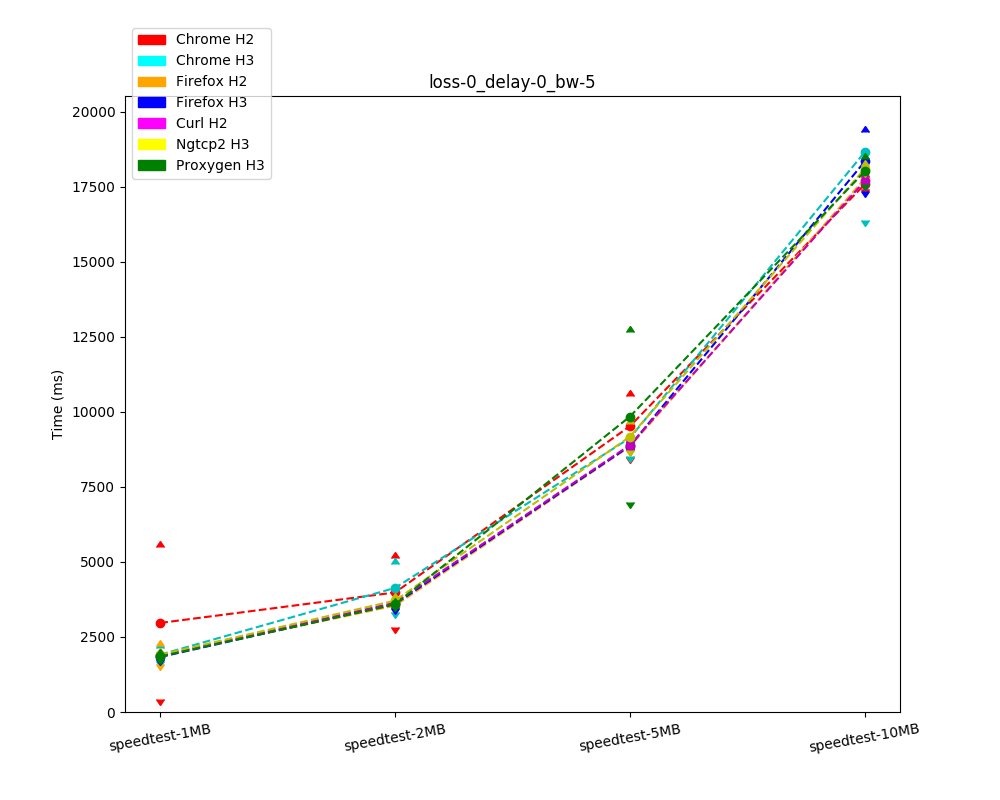 Chrome H2
Chrome H3
Firefox H2
Firefox H3
Curl H2
Ngtcp2 H3
Proxygen H3
loss-0_delay-0_bw-5
20000
17500
15000
12500
10000
7500
5000
2500
0
Time (ms)
speedtest-1MB
speedtest-2MB
speedtest-5MB
speedtest-10MB